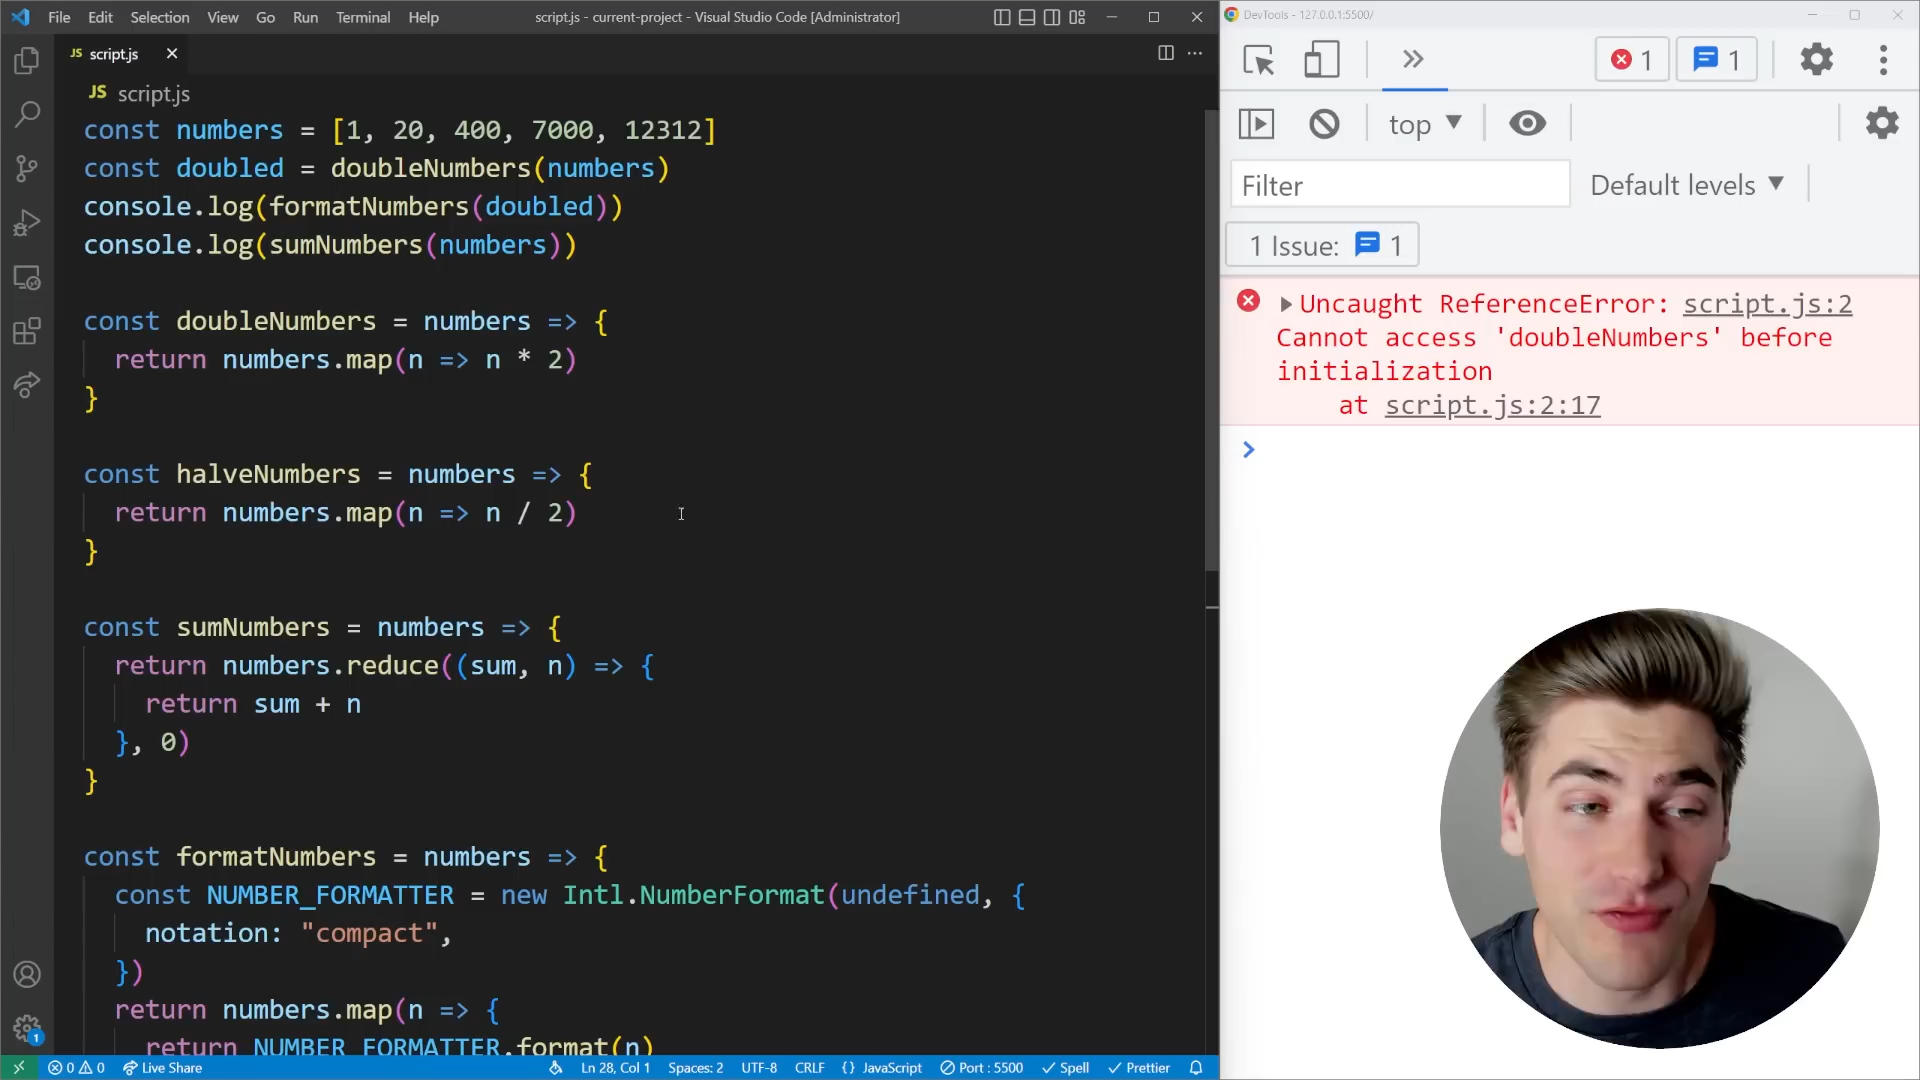 File Edit Selection View Go Run Terminal Help script.js - current-project - Visual Studio Code [Administrator]
JS script.js
JS script.js
const numbers = [1, 20, 400, 7000, 12312]
const doubled = doubleNumbers(numbers)
console.log(formatNumbers(doubled))
console.log(sumNumbers(numbers))
const doubleNumbers = numbers => {
return numbers.map(n => n * 2)
}
const halveNumbers = numbers => {
return numbers.map(n => n / 2)
}
const sumNumbers = numbers => {
return numbers.reduce((sum, n) => {
return sum + n
}, 0)
}
const formatNumbers = numbers => {
const NUMBER_FORMATTER = new Intl.NumberFormat(undefined, {
notation: "compact",
})
return numbers.map(n => {
return NUMBER_FORMATTER.format(n)
1
0 0 Live Share Ln 28, Col 1 Spaces: 2 UTF-8 CRLF {} JavaScript Port : 5500 Spell Prettier
DevTools - 127.0.0.1:5500/
1 1
top
Filter Default levels
1 Issue: 1
Uncaught ReferenceError: script.js:2
Cannot access 'doubleNumbers' before
initialization
at script.js:2:17